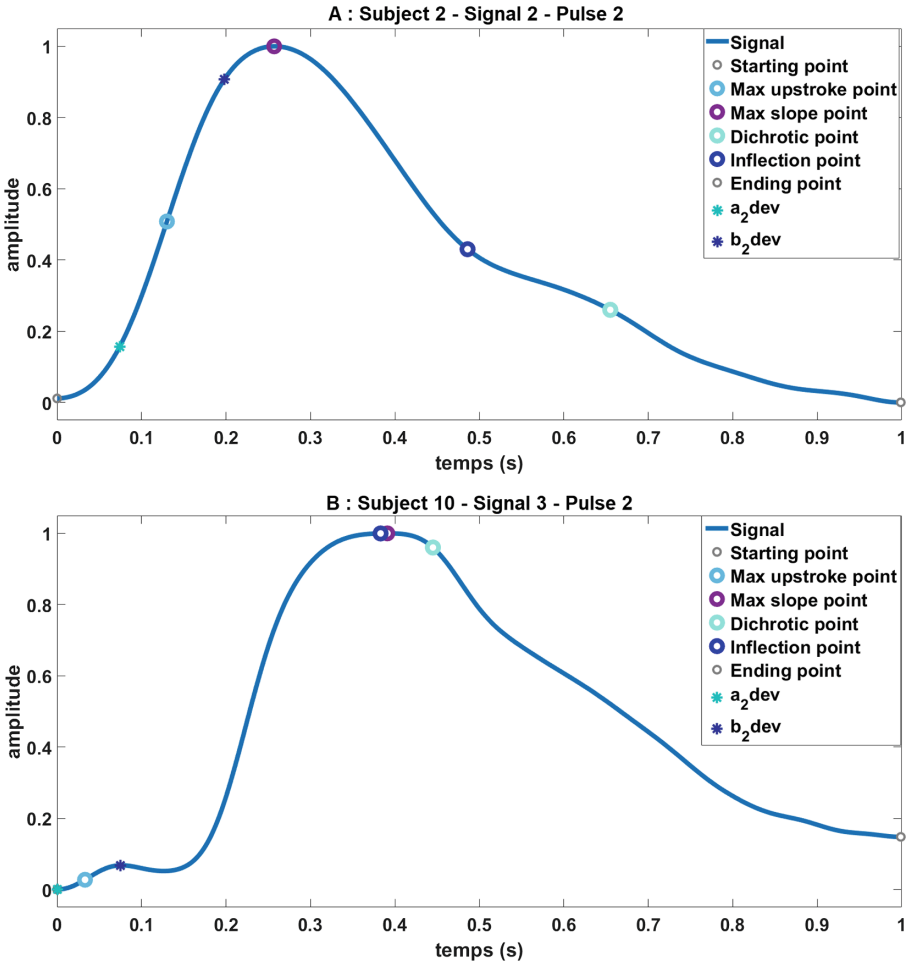 A : Subject 2 - Signal 2 - Pulse 2
1
0.8
0.6
0.4
0.2
0
amplitude
0 0.1 0.2 0.3 0.4 0.5 0.6 0.7 0.8 0.9 1
temps (s)
Signal
Starting point
Max upstroke point
Max slope point
Dichrotic point
Inflection point
Ending point
a2dev
b2dev
B : Subject 10 - Signal 3 - Pulse 2
1
0.8
0.6
0.4
0.2
0
amplitude
0 0.1 0.2 0.3 0.4 0.5 0.6 0.7 0.8 0.9 1
temps (s)
Signal
Starting point
Max upstroke point
Max slope point
Dichrotic point
Inflection point
Ending point
a2dev
b2dev